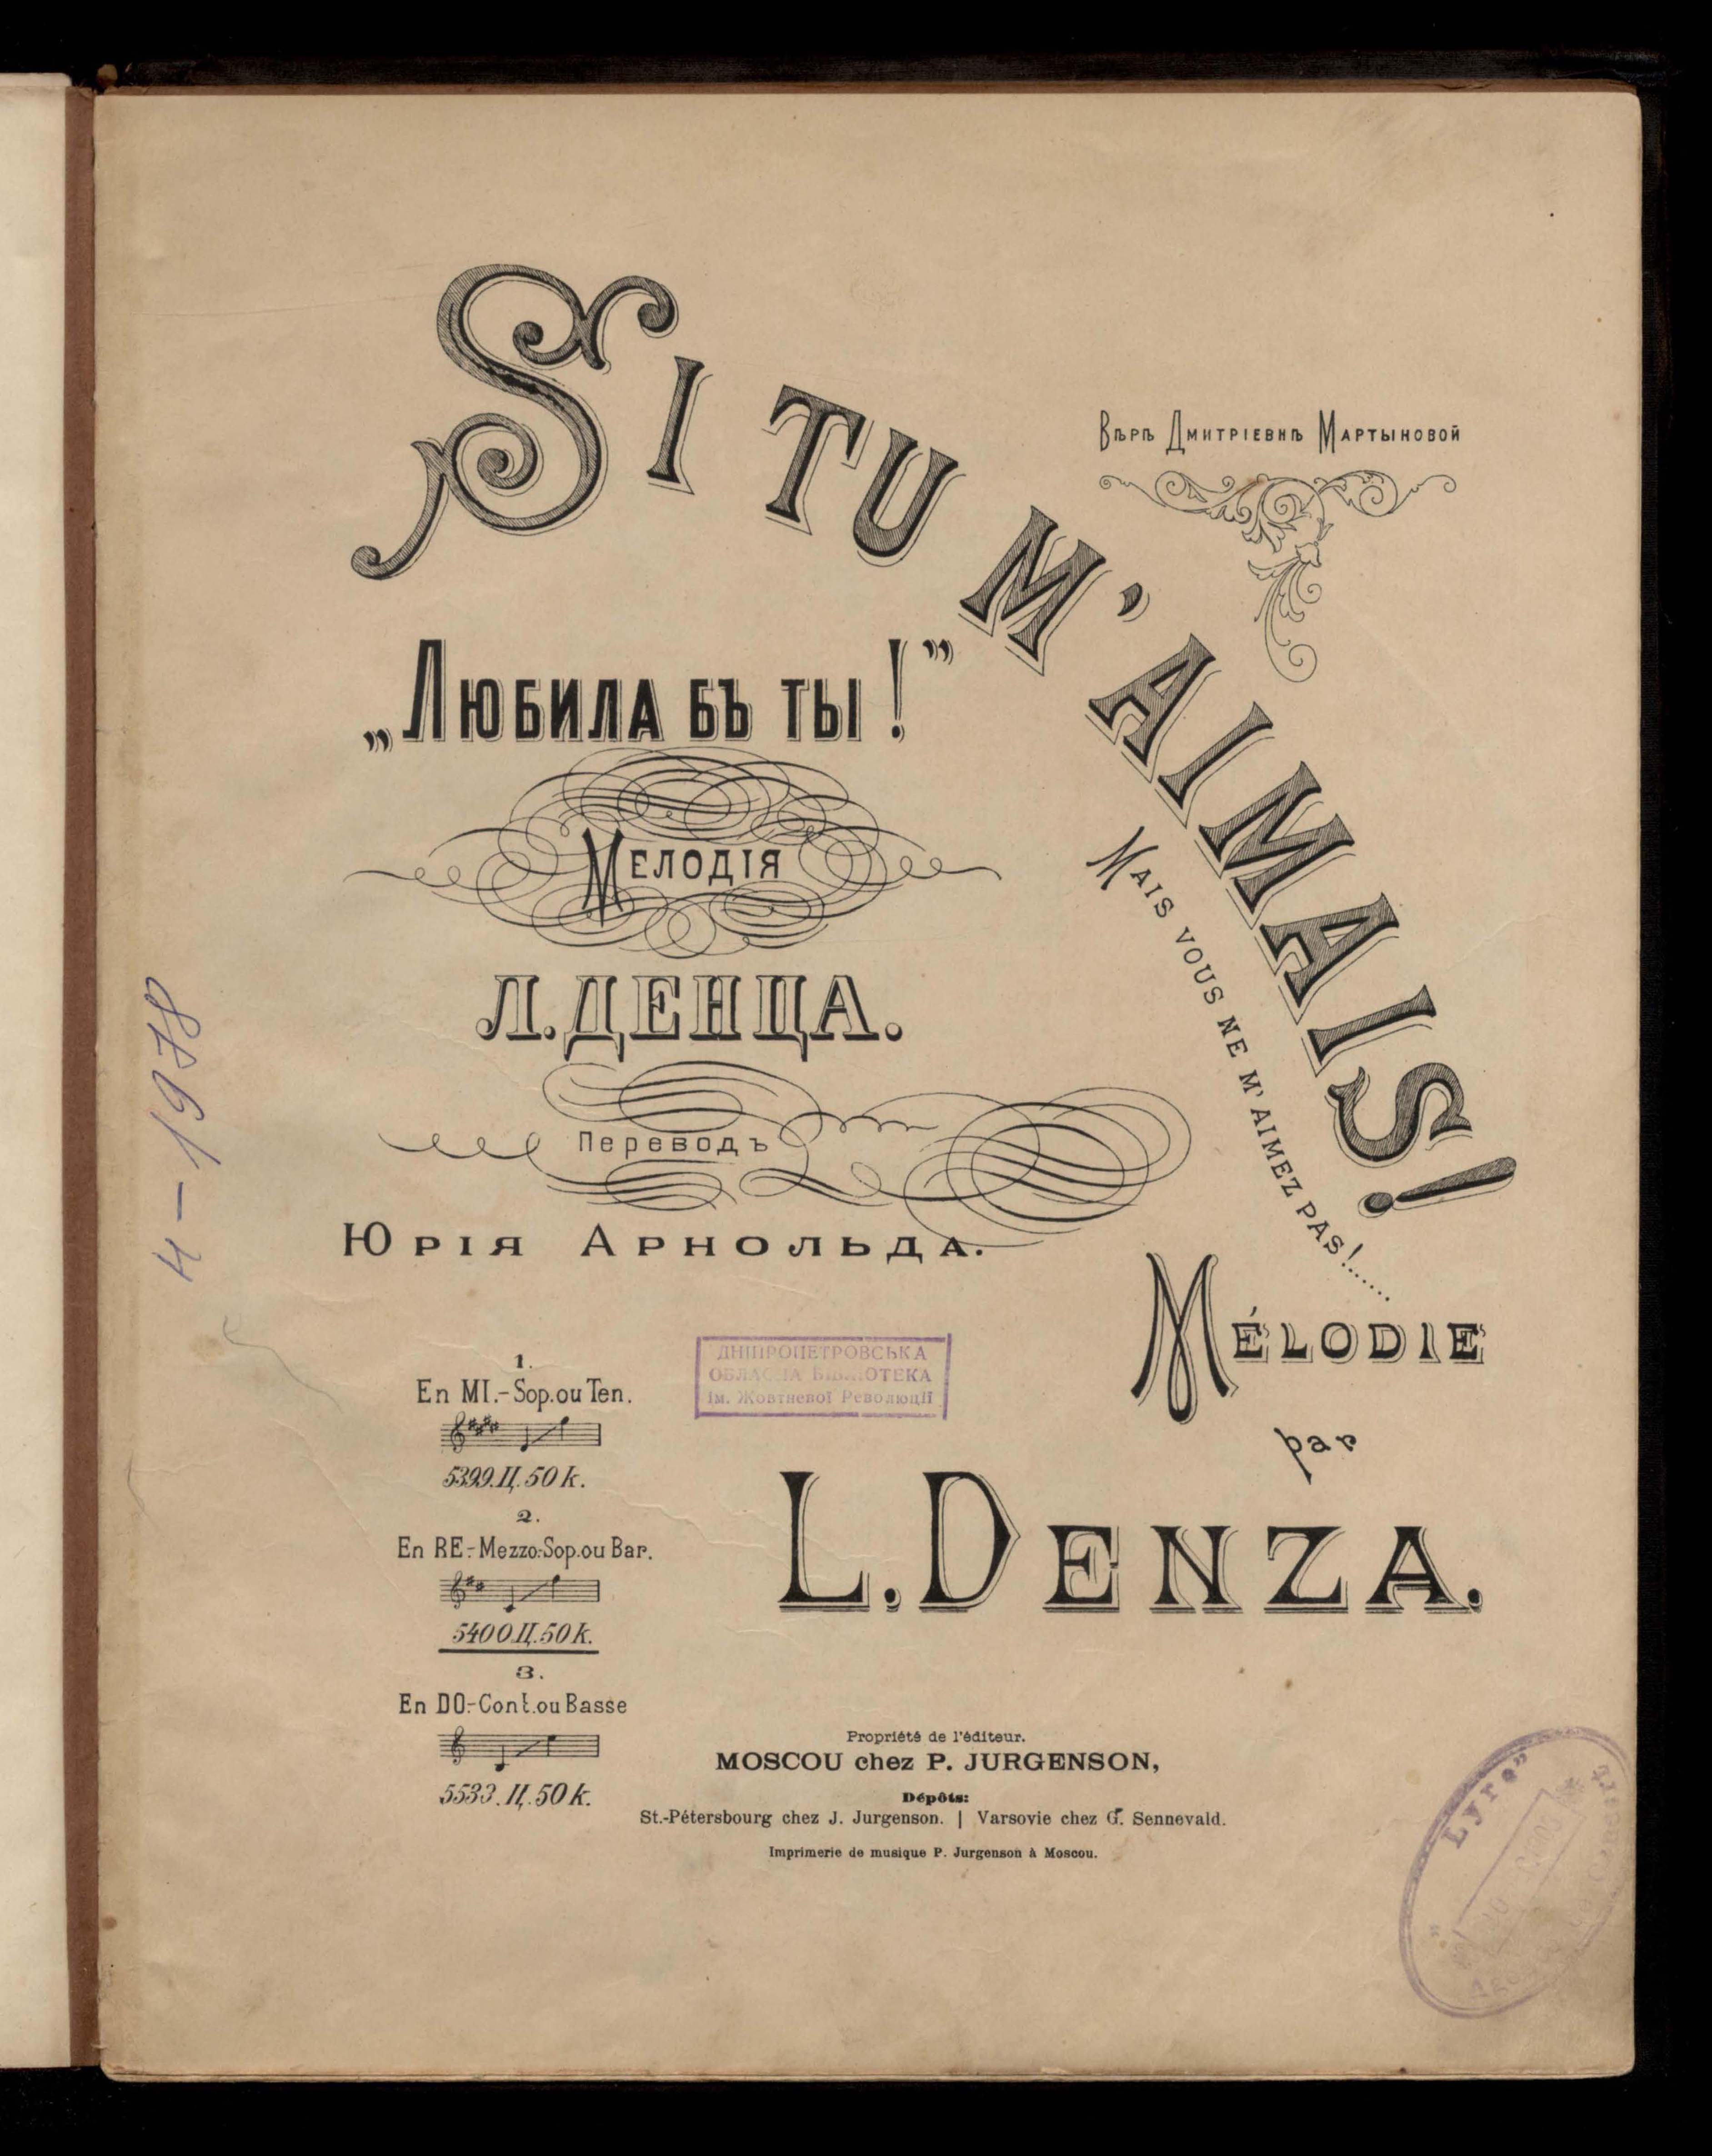 SI TU M'AIMAIS!
Вѣрѣ Дмитріевнѣ Мартыновой
„Любила бъ ты!”
Mais vous ne m'aimez pas!......
Мелодія
Л. ДЕНЦА.
Переводъ
Юрія Арнольда.
Mélodie
par
L. Denza.
1.
En MI.- Sop. ou Ten.
5399. Ц. 50 k.
2.
En RE.- Mezzo-Sop. ou Bar.
5400. Ц. 50 k.
3.
En DO.- Cont. ou Basse
5533. Ц. 50 k.
ДНІПРОПЕТРОВСЬКА
ОБЛАСНА БІБЛІОТЕКА
ім. Жовтневої Революції
Propriété de l'éditeur.
MOSCOU chez P. JURGENSON,
Dépôts:
St.-Pétersbourg chez J. Jurgenson. | Varsovie chez G. Sennevald.
Imprimerie de musique P. Jurgenson à Moscou.
„Lyre”
н - 1978